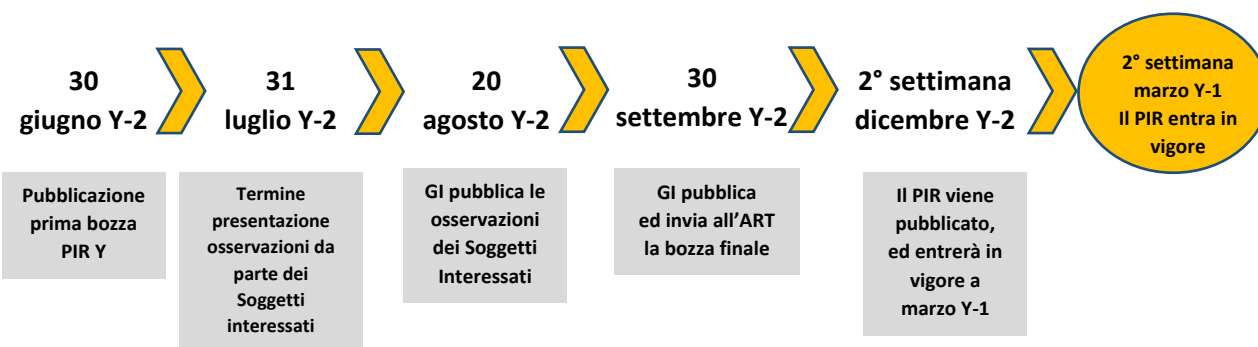 30
giugno Y-2
31
luglio Y-2
20
agosto Y-2
30
settembre Y-2
2° settimana
dicembre Y-2
2° settimana
marzo Y-1
Il PIR entra in
vigore
Pubblicazione
prima bozza
PIR Y
Termine
presentazione
osservazioni da
parte dei
Soggetti
interessati
GI pubblica le
osservazioni
dei Soggetti
Interessati
GI pubblica
ed invia all’ART
la bozza finale
Il PIR viene
pubblicato,
ed entrerà in
vigore a
marzo Y-1